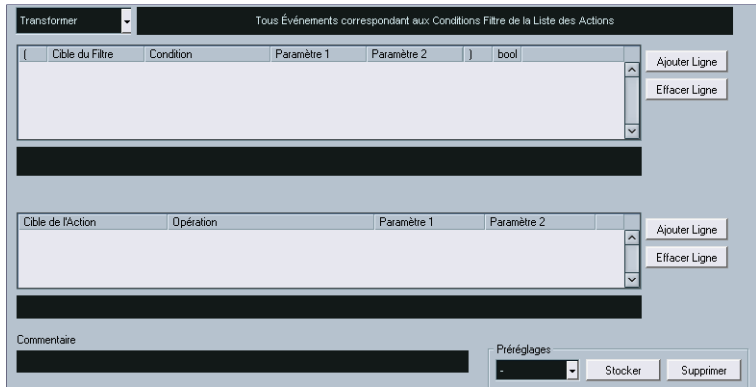 Transformer
Tous Événements correspondant aux Conditions Filtre de la Liste des Actions
( Cible du Filtre Condition Paramètre 1 Paramètre 2 ) bool
Ajouter Ligne
Effacer Ligne
Cible de l'Action Opération Paramètre 1 Paramètre 2
Ajouter Ligne
Effacer Ligne
Commentaire
Préréglages
- Stocker Supprimer